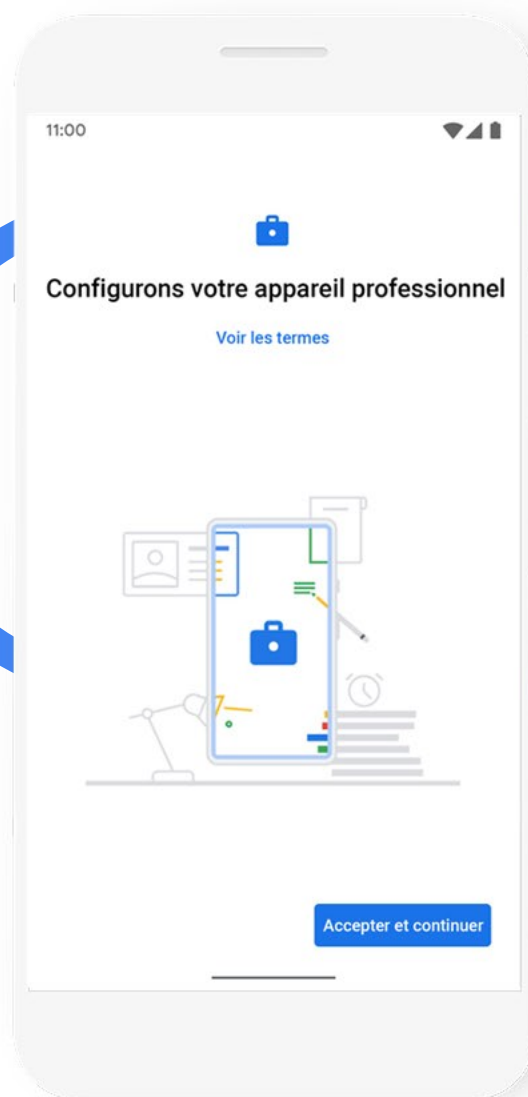 11:00
Configurons votre appareil professionnel
Voir les termes
Accepter et continuer